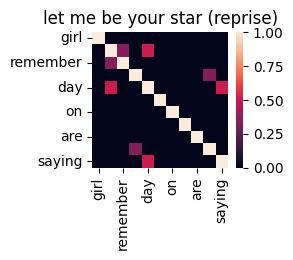 let me be your star (reprise)
girl
remember
day
on
are
saying
1.00
0.75
0.50
0.25
0.00
girl
remember
day
on
are
saying